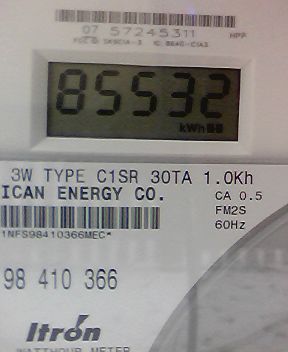 07 57245311 HPP
85532
kWh
3W TYPE C1SR 30TA 1.0Kh
ICAN ENERGY CO.
CA 0.5
FM2S
60Hz
1NFS98410366MEC*
98 410 366
Itron
WATTHOUR METER